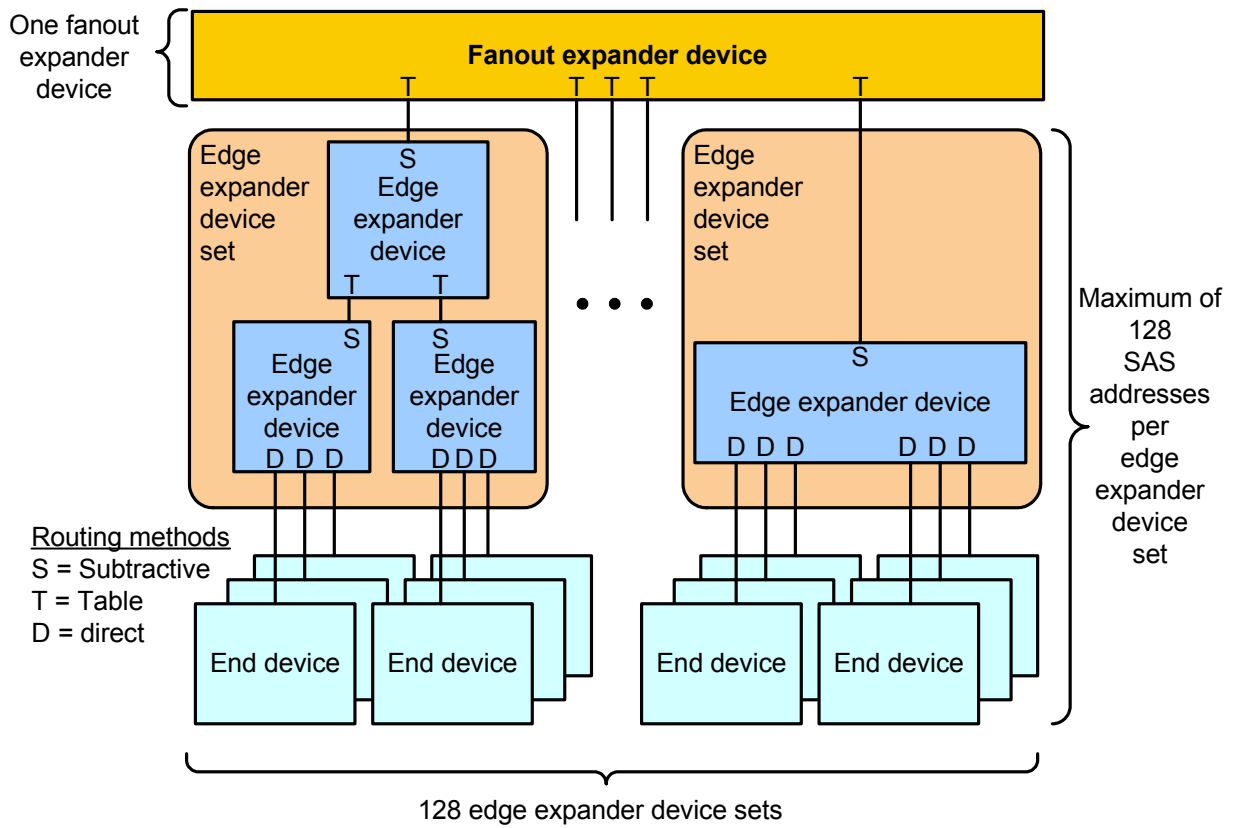 One fanout
expander
device
Fanout expander device
T
T T T
T
Edge
expander
device
set
S
Edge
expander
device
T T
S
Edge
expander
device
D D D
S
Edge
expander
device
D D D
Edge
expander
device
set
S
Edge expander device
D D D
D D D
Maximum of
128
SAS
addresses
per
edge
expander
device
set
Routing methods
S = Subtractive
T = Table
D = direct
End device
End device
End device
End device
128 edge expander device sets